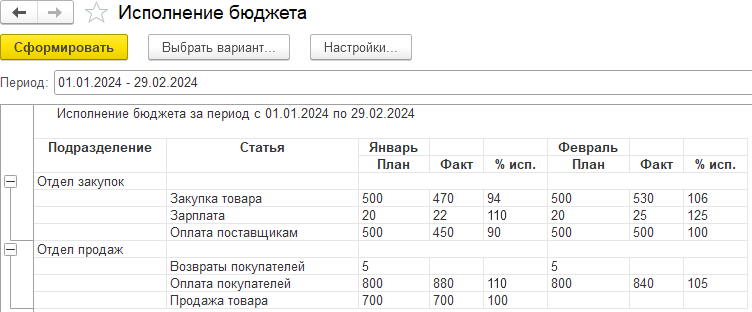 Исполнение бюджета
Сформировать Выбрать вариант... Настройки...
Период: 01.01.2024 - 29.02.2024
Исполнение бюджета за период с 01.01.2024 по 29.02.2024
Подразделение Статья Январь Февраль
План Факт % исп. План Факт % исп.
Отдел закупок
Закупка товара 500 470 94 500 530 106
Зарплата 20 22 110 20 25 125
Оплата поставщикам 500 450 90 500 500 100
Отдел продаж
Возвраты покупателей 5 5
Оплата покупателей 800 880 110 800 840 105
Продажа товара 700 700 100